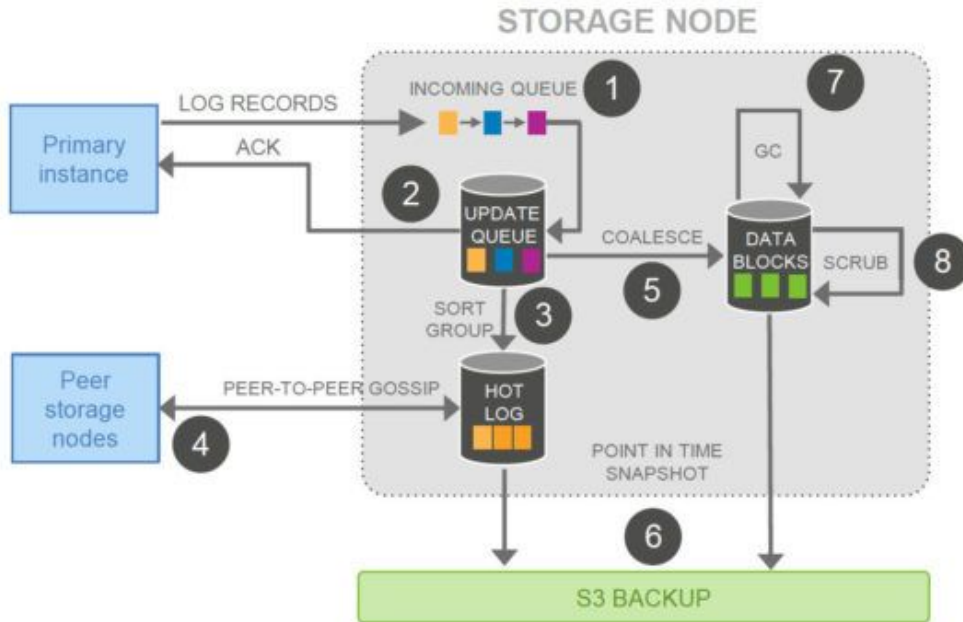 STORAGE NODE
INCOMING QUEUE
1
7
LOG RECORDS
Primary
instance
ACK
GC
2
UPDATE
QUEUE
COALESCE
5
DATA
BLOCKS
SCRUB
8
SORT
GROUP
3
Peer
storage
nodes
PEER-TO-PEER GOSSIP
4
HOT
LOG
POINT IN TIME
SNAPSHOT
6
S3 BACKUP